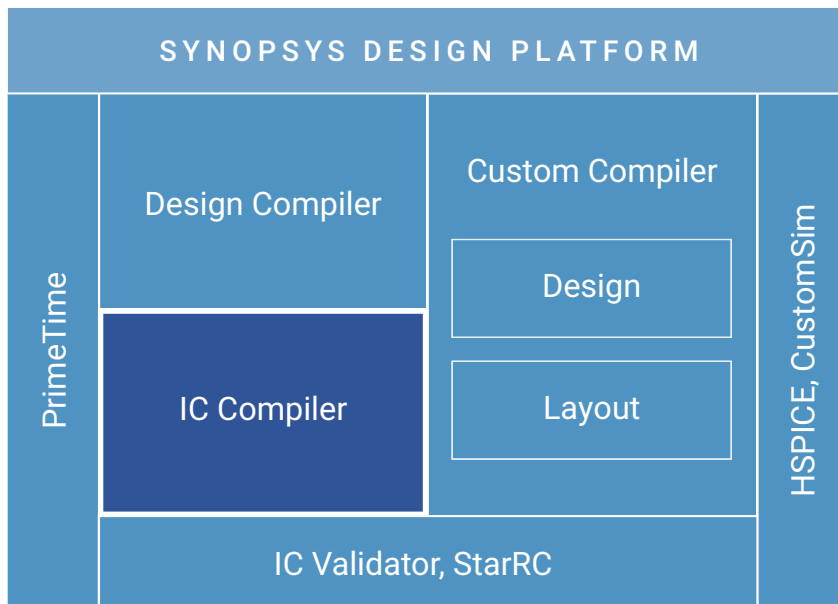 SYNOPSYS DESIGN PLATFORM
PrimeTime
Design Compiler
IC Compiler
Custom Compiler
Design
Layout
HSPICE, CustomSim
IC Validator, StarRC